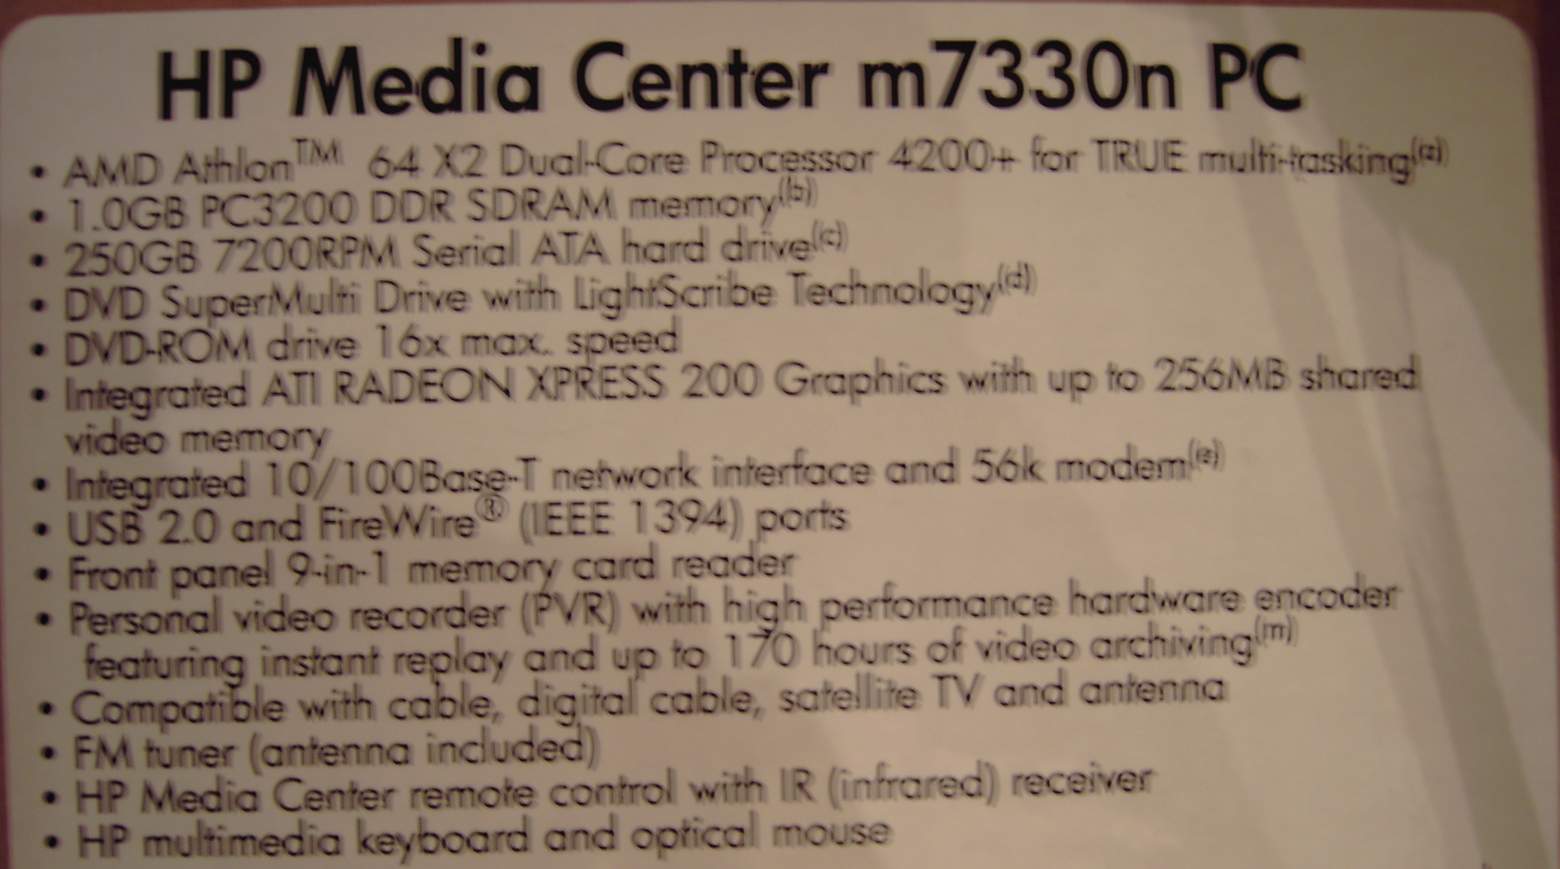 HP Media Center m7330n PC
• AMD Athlon™ 64 X2 Dual-Core Processor 4200+ for TRUE multi-tasking(a)
• 1.0GB PC3200 DDR SDRAM memory(b)
• 250GB 7200RPM Serial ATA hard drive(c)
• DVD SuperMulti Drive with LightScribe Technology(d)
• DVD-ROM drive 16x max. speed
• Integrated ATI RADEON XPRESS 200 Graphics with up to 256MB shared
video memory
• Integrated 10/100Base-T network interface and 56k modem(e)
• USB 2.0 and FireWire® (IEEE 1394) ports
• Front panel 9-in-1 memory card reader
• Personal video recorder (PVR) with high performance hardware encoder
featuring instant replay and up to 170 hours of video archiving(m)
• Compatible with cable, digital cable, satellite TV and antenna
• FM tuner (antenna included)
• HP Media Center remote control with IR (infrared) receiver
• HP multimedia keyboard and optical mouse